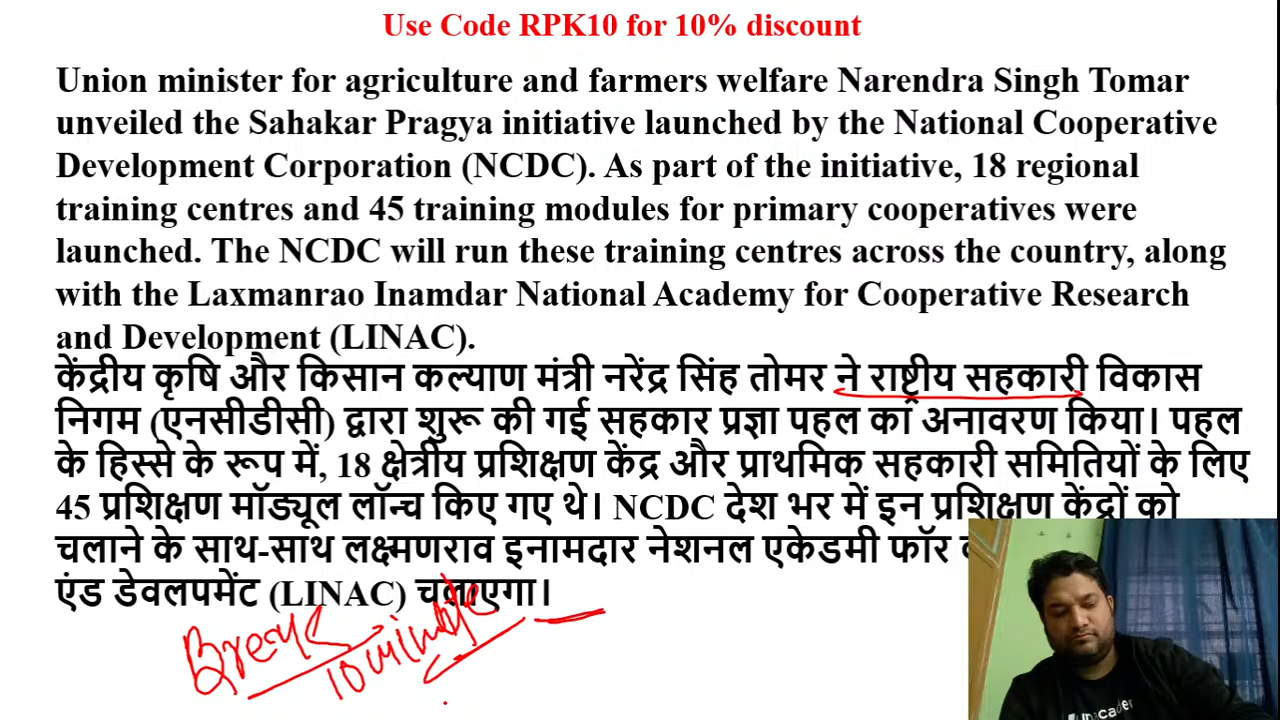 Use Code RPK10 for 10% discount
Union minister for agriculture and farmers welfare Narendra Singh Tomar
unveiled the Sahakar Pragya initiative launched by the National Cooperative
Development Corporation (NCDC). As part of the initiative, 18 regional
training centres and 45 training modules for primary cooperatives were
launched. The NCDC will run these training centres across the country, along
with the Laxmanrao Inamdar National Academy for Cooperative Research
and Development (LINAC).
केंद्रीय कृषि और किसान कल्याण मंत्री नरेंद्र सिंह तोमर ने राष्ट्रीय सहकारी विकास
निगम (एनसीडीसी) द्वारा शुरू की गई सहकार प्रज्ञा पहल का अनावरण किया। पहल
के हिस्से के रूप में, 18 क्षेत्रीय प्रशिक्षण केंद्र और प्राथमिक सहकारी समितियों के लिए
45 प्रशिक्षण मॉड्यूल लॉन्च किए गए थे। NCDC देश भर में इन प्रशिक्षण केंद्रों को
चलाने के साथ-साथ लक्ष्मणराव इनामदार नेशनल एकेडमी फॉर
एंड डेवलपमेंट (LINAC) चलाएगा।
10 minute